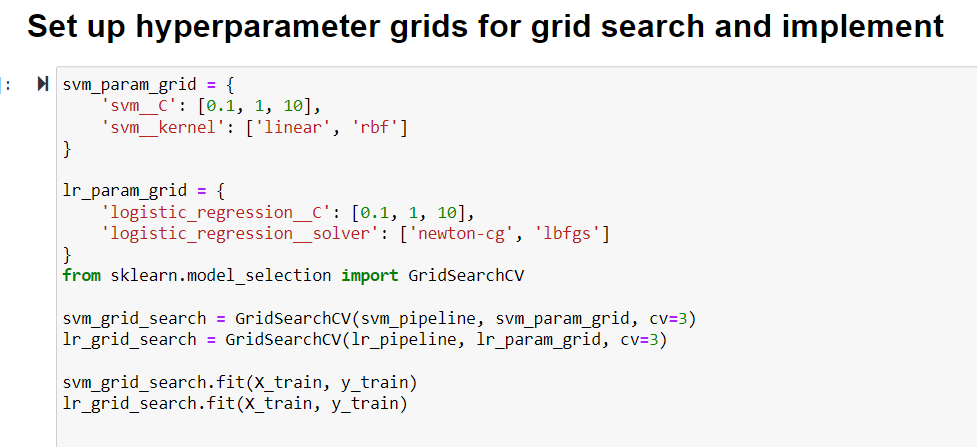 Set up hyperparameter grids for grid search and implement
]:
svm_param_grid = {
    'svm__C': [0.1, 1, 10],
    'svm__kernel': ['linear', 'rbf']
}
lr_param_grid = {
    'logistic_regression__C': [0.1, 1, 10],
    'logistic_regression__solver': ['newton-cg', 'lbfgs']
}
from sklearn.model_selection import GridSearchCV
svm_grid_search = GridSearchCV(svm_pipeline, svm_param_grid, cv=3)
lr_grid_search = GridSearchCV(lr_pipeline, lr_param_grid, cv=3)
svm_grid_search.fit(X_train, y_train)
lr_grid_search.fit(X_train, y_train)